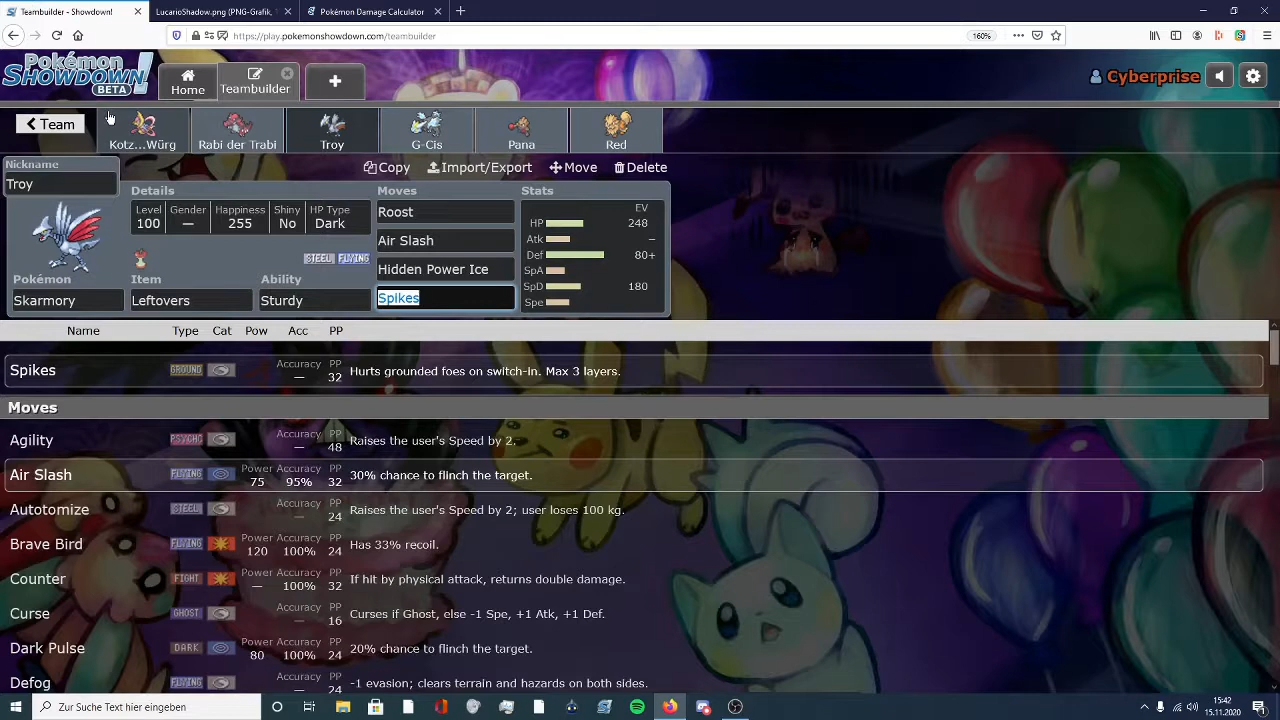 Teambuilder - Showdown!
LucarioShadow.png (PNG-Grafik,
Pokémon Damage Calculator
https://play.pokemonshowdown.com/teambuilder
160%
Pokémon
Showdown!
BETA
Home
Teambuilder
Cyberprise
Team
Kotz...Würg
Rabi der Trabi
Troy
G-Cis
Pana
Red
Copy
Import/Export
Move
Delete
Nickname
Troy
Details
Level Gender Happiness Shiny HP Type
100 — 255 No Dark
STEEL FLYING
Pokémon Item Ability
Skarmory Leftovers Sturdy
Moves
Roost
Air Slash
Hidden Power Ice
Spikes
Stats
EV
HP 248
Atk –
Def 80+
SpA
SpD 180
Spe
Name Type Cat Pow Acc PP
Spikes GROUND Accuracy — PP 32 Hurts grounded foes on switch-in. Max 3 layers.
Moves
Agility PSYCHC Accuracy — PP 48 Raises the user's Speed by 2.
Air Slash FLYING Power 75 Accuracy 95% PP 32 30% chance to flinch the target.
Autotomize STEEL Accuracy — PP 24 Raises the user's Speed by 2; user loses 100 kg.
Brave Bird FLYING Power 120 Accuracy 100% PP 24 Has 33% recoil.
Counter FIGHT Power — Accuracy 100% PP 32 If hit by physical attack, returns double damage.
Curse GHOST Accuracy — PP 16 Curses if Ghost, else -1 Spe, +1 Atk, +1 Def.
Dark Pulse DARK Power 80 Accuracy 100% PP 24 20% chance to flinch the target.
Defog FLYING Accuracy — PP 24 -1 evasion; clears terrain and hazards on both sides.
Zur Suche Text hier eingeben
15:42
15.11.2020